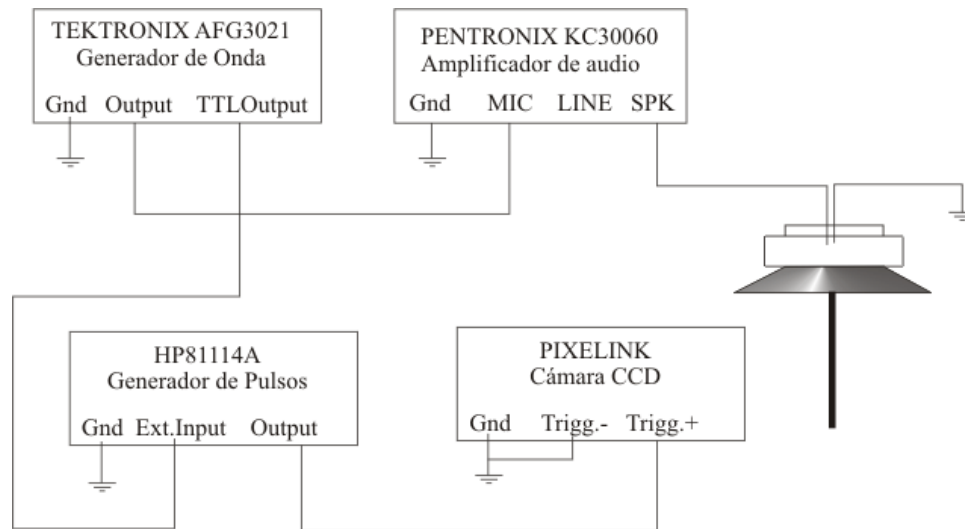 TEKTRONIX AFG3021
Generador de Onda
Gnd Output TTLOutput
PENTRONIX KC30060
Amplificador de audio
Gnd MIC LINE SPK
HP81114A
Generador de Pulsos
Gnd Ext.Input Output
PIXELINK
Cámara CCD
Gnd Trigg.- Trigg.+